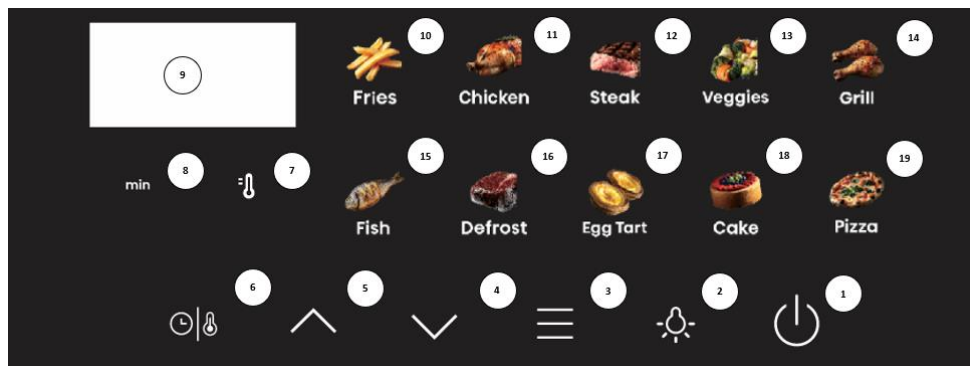 9
10
11
12
13
14
Fries
Chicken
Steak
Veggies
Grill
min
8
7
15
16
17
18
19
Fish
Defrost
Egg Tart
Cake
Pizza
6
5
4
3
2
1